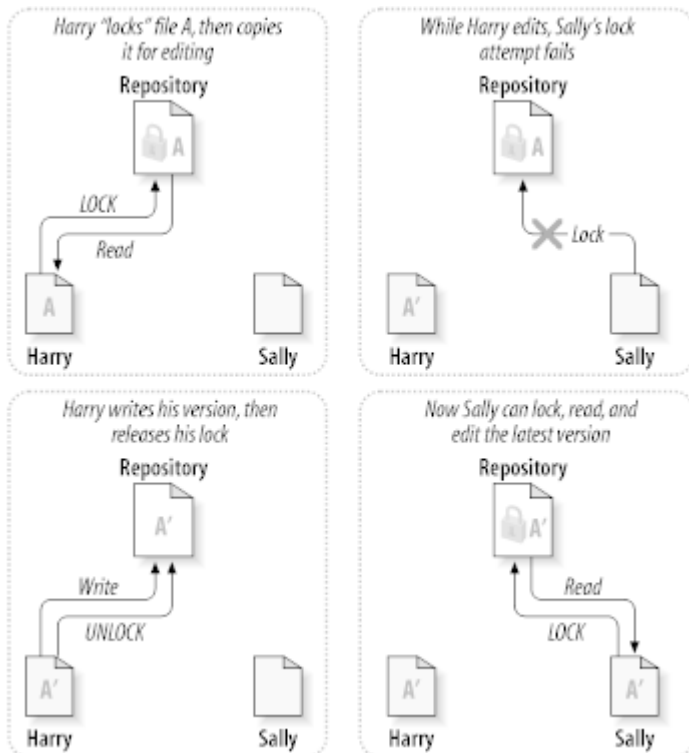 Harry “locks” file A, then copies
it for editing
Repository
A
LOCK
Read
A
Harry
Sally
While Harry edits, Sally’s lock
attempt fails
Repository
A
Lock
A’
Harry
Sally
Harry writes his version, then
releases his lock
Repository
A’
Write
UNLOCK
A’
Harry
Sally
Now Sally can lock, read, and
edit the latest version
Repository
A’
Read
LOCK
A’
A’
Harry
Sally